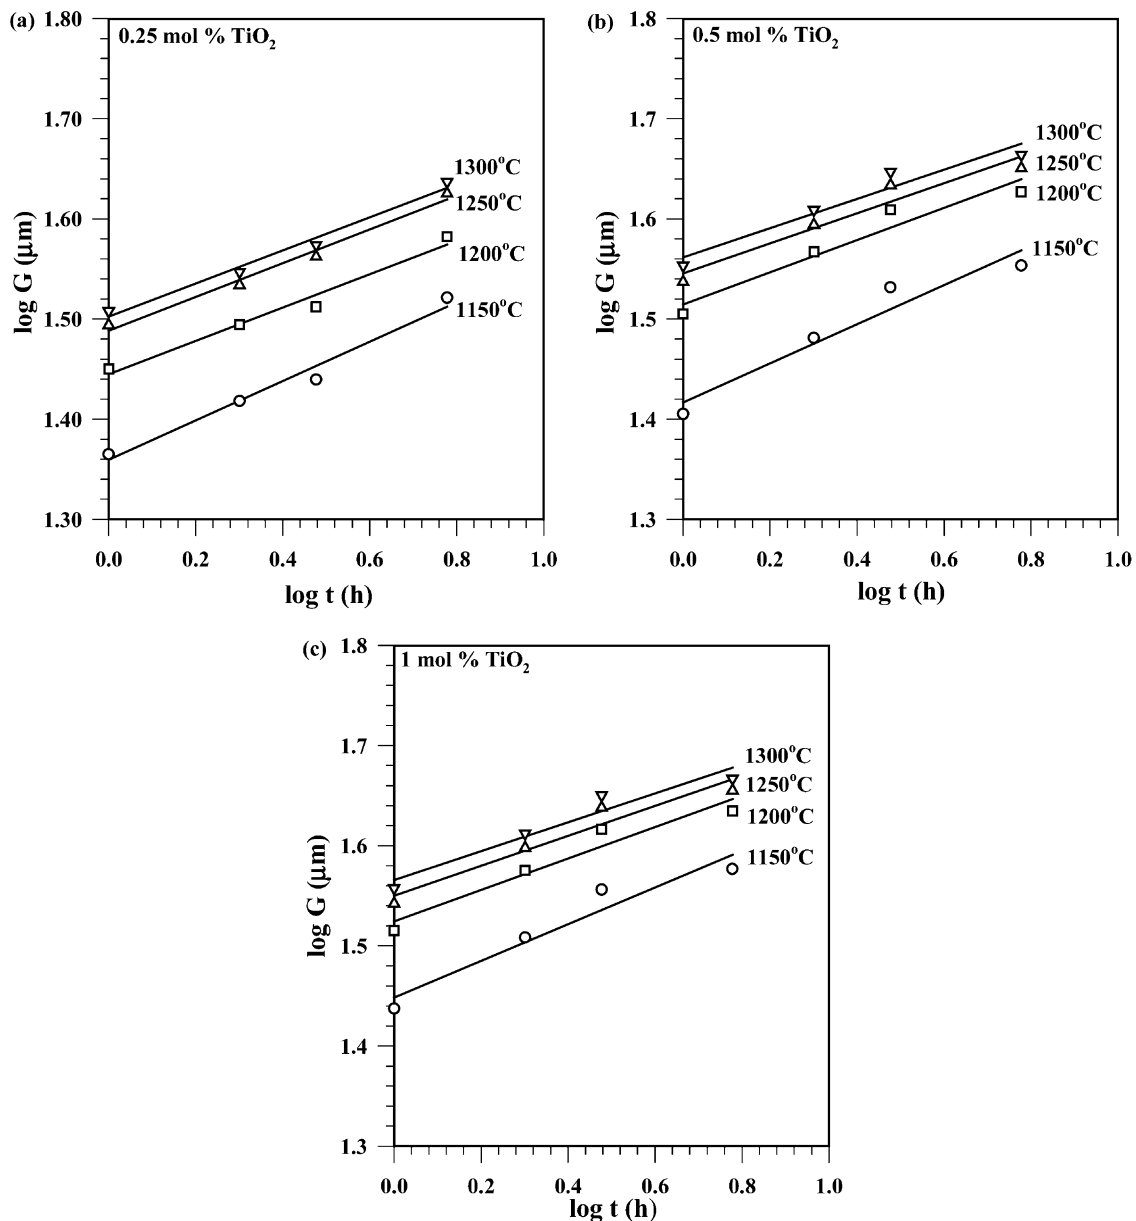 (a)
0.25 mol % TiO₂
1.80
1.70
1.60
1.50
1.40
1.30
log G (μm)
1300°C
1250°C
1200°C
1150°C
0.0 0.2 0.4 0.6 0.8 1.0
log t (h)
(b)
0.5 mol % TiO₂
1.8
1.7
1.6
1.5
1.4
1.3
log G (μm)
1300°C
1250°C
1200°C
1150°C
0.0 0.2 0.4 0.6 0.8 1.0
log t (h)
(c)
1 mol % TiO₂
1.8
1.7
1.6
1.5
1.4
1.3
log G (μm)
1300°C
1250°C
1200°C
1150°C
0.0 0.2 0.4 0.6 0.8 1.0
log t (h)